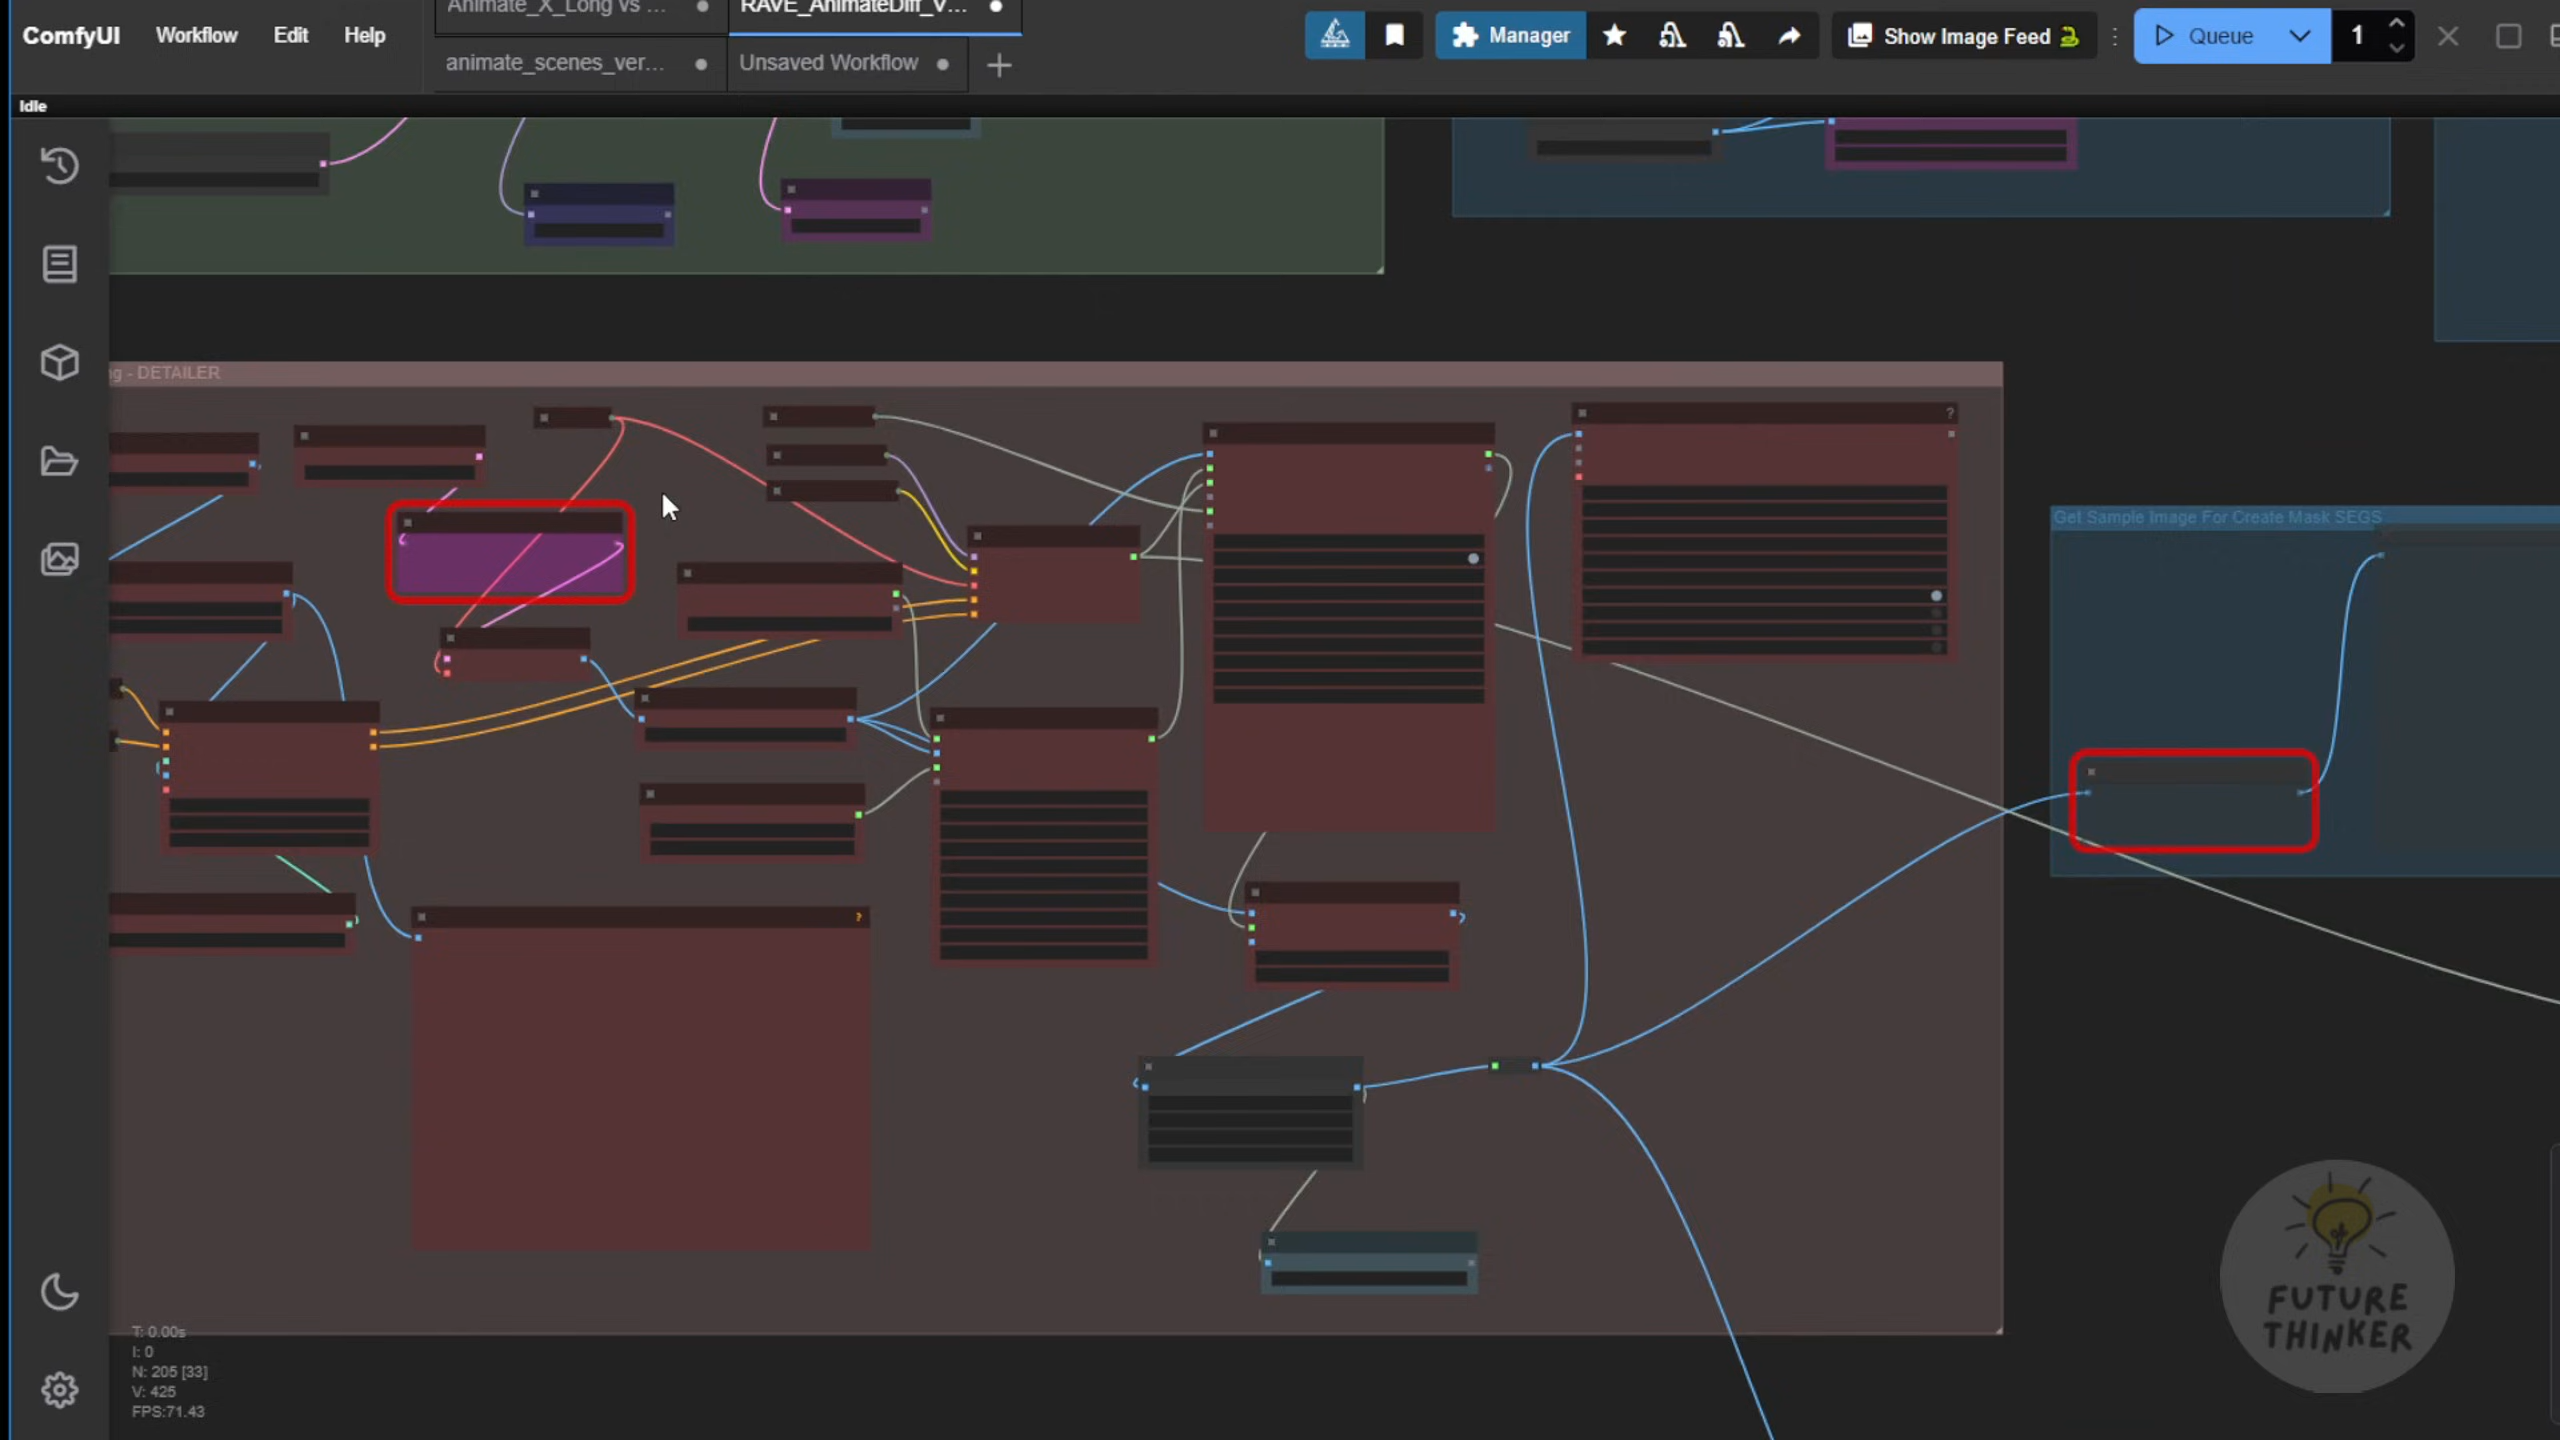 ComfyUI
Workflow
Edit
Help
Animate_X_Long vs ...
RAVE_AnimateDiff_V...
animate_scenes_ver...
Unsaved Workflow
Manager
Show Image Feed
Queue
1
Idle
g - DETAILER
?
?
Get Sample Image For Create Mask SEGS
T: 0.00s
I: 0
N: 205 [33]
V: 425
FPS:71.43
FUTURE
THINKER